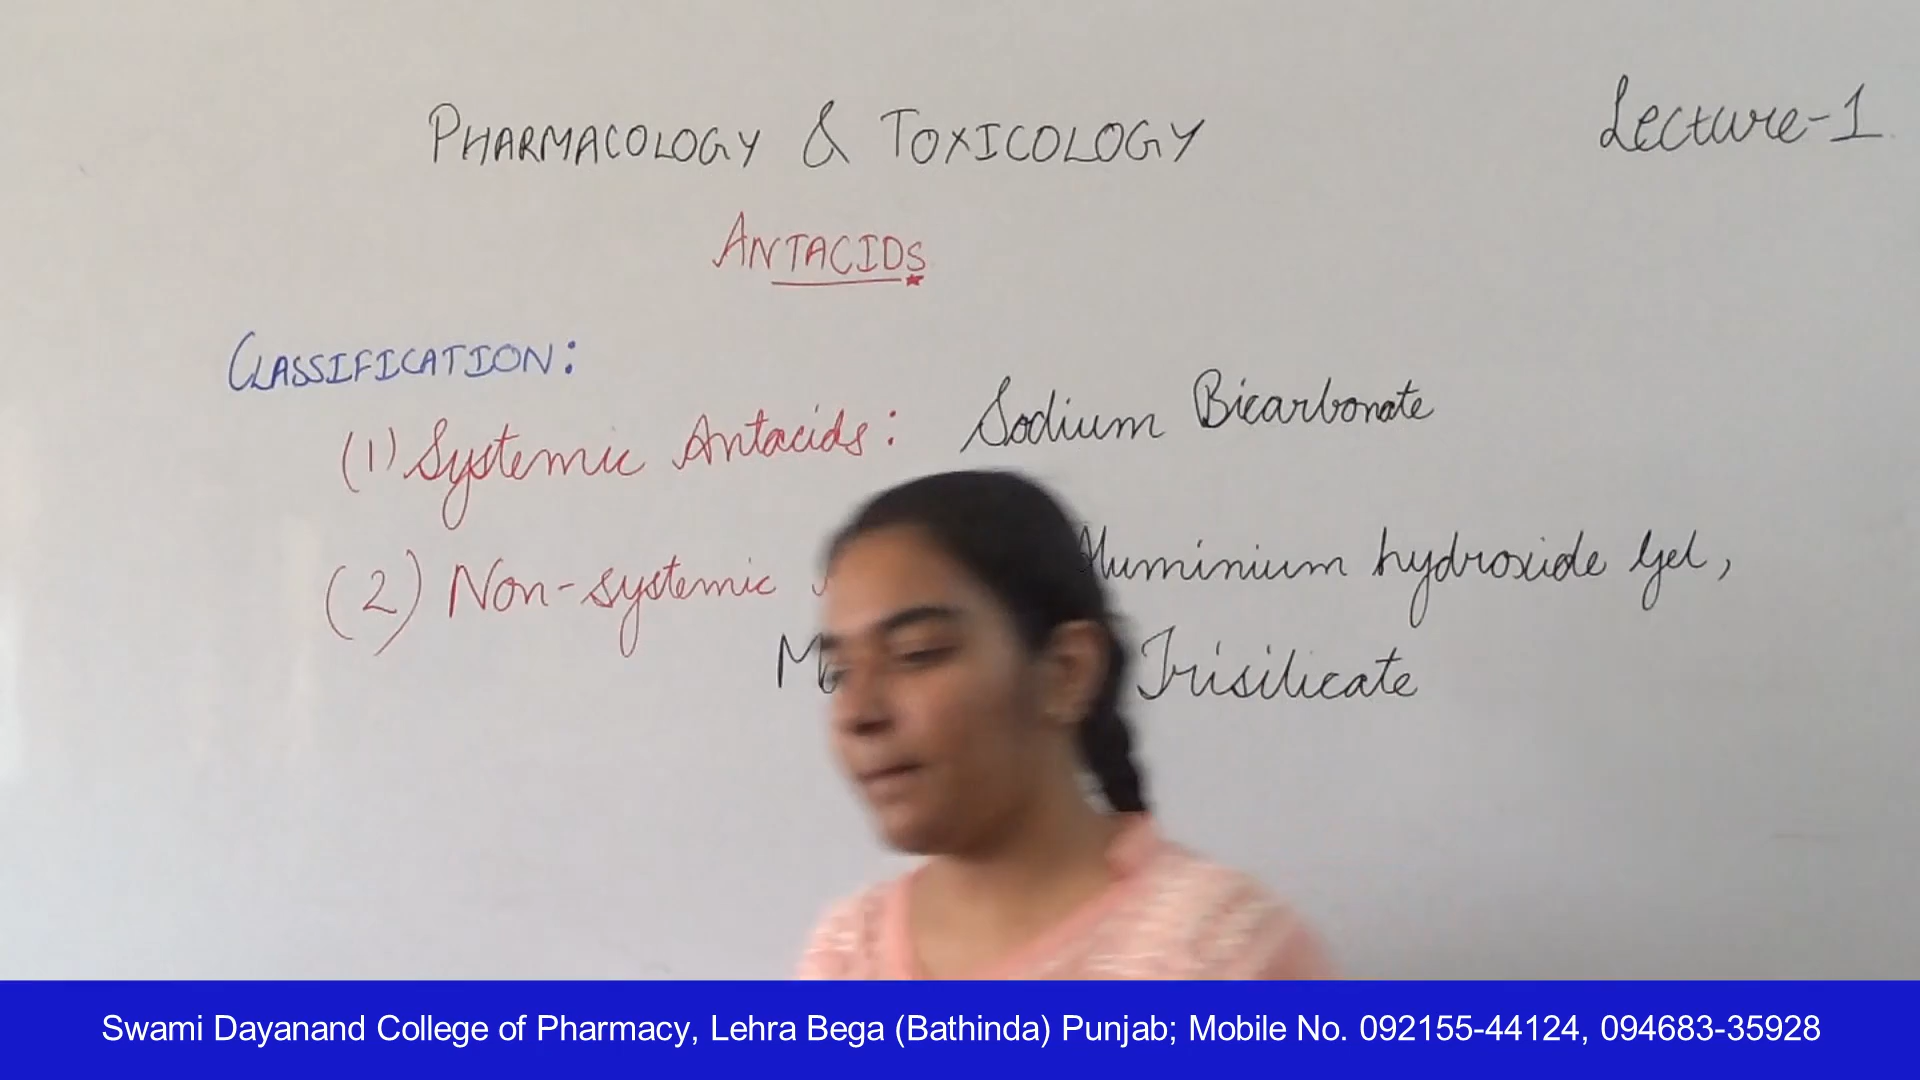 PHARMACOLOGY & TOXICOLOGY
Lecture-1
ANTACIDS
CLASSIFICATION:
(1) Systemic Antacids: Sodium Bicarbonate
(2) Non-systemic Aluminium hydroxide Gel,
Trisilicate
Swami Dayanand College of Pharmacy, Lehra Bega (Bathinda) Punjab; Mobile No. 092155-44124, 094683-35928